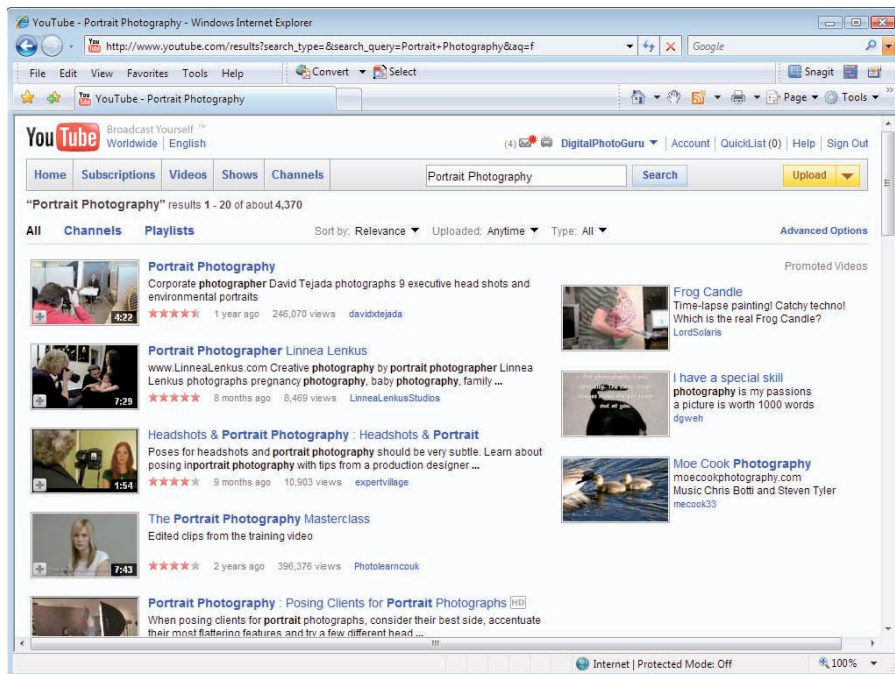 YouTube - Portrait Photography - Windows Internet Explorer
http://www.youtube.com/results?search_type=&search_query=Portrait+Photography&aq=f
Google
File Edit View Favorites Tools Help
Convert
Select
Snagit
YouTube - Portrait Photography
Page
Tools
YouTube
Broadcast Yourself ™
Worldwide | English
(4) DigitalPhotoGuru | Account | QuickList (0) | Help | Sign Out
Home Subscriptions Videos Shows Channels
Portrait Photography
Search
Upload
"Portrait Photography" results 1 - 20 of about 4,370
All Channels Playlists
Sort by: Relevance Uploaded: Anytime Type: All
Advanced Options
Portrait Photography
Corporate photographer David Tejada photographs 9 executive head shots and
environmental portraits
1 year ago 246,070 views davidxtejada
4:22
Portrait Photographer Linnea Lenkus
www.LinneaLenkus.com Creative photography by portrait photographer Linnea
Lenkus photographs pregnancy photography, baby photography, family ...
8 months ago 8,469 views LinneaLenkusStudios
7:29
Headshots & Portrait Photography : Headshots & Portrait
Poses for headshots and portrait photography should be very subtle. Learn about
posing inportrait photography with tips from a production designer ...
9 months ago 10,903 views expertvillage
1:54
The Portrait Photography Masterclass
Edited clips from the training video
2 years ago 396,376 views Photolearncouk
7:43
Portrait Photography : Posing Clients for Portrait Photographs HD
When posing clients for portrait photographs, consider their best side, accentuate
their most flattering features and try a few different head ...
Promoted Videos
Frog Candle
Time-lapse painting! Catchy techno!
Which is the real Frog Candle?
LordSolaris
I have a special skill
photography is my passions
a picture is worth 1000 words
dgweh
Moe Cook Photography
moecookphotography.com
Music Chris Botti and Steven Tyler
mecook33
Internet | Protected Mode: Off
100%